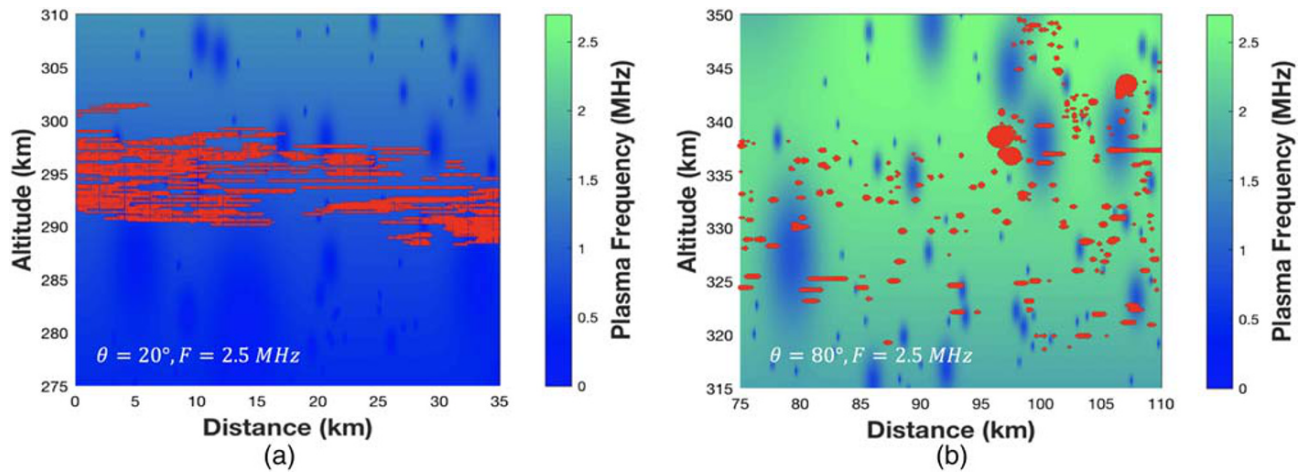 310
305
300
295
290
285
280
275
Altitude (km)
θ = 20°, F = 2.5 MHz
0 5 10 15 20 25 30 35
Distance (km)
(a)
2.5
2
1.5
1
0.5
0
Plasma Frequency (MHz)
350
345
340
335
330
325
320
315
Altitude (km)
θ = 80°, F = 2.5 MHz
75 80 85 90 95 100 105 110
Distance (km)
(b)
2.5
2
1.5
1
0.5
0
Plasma Frequency (MHz)